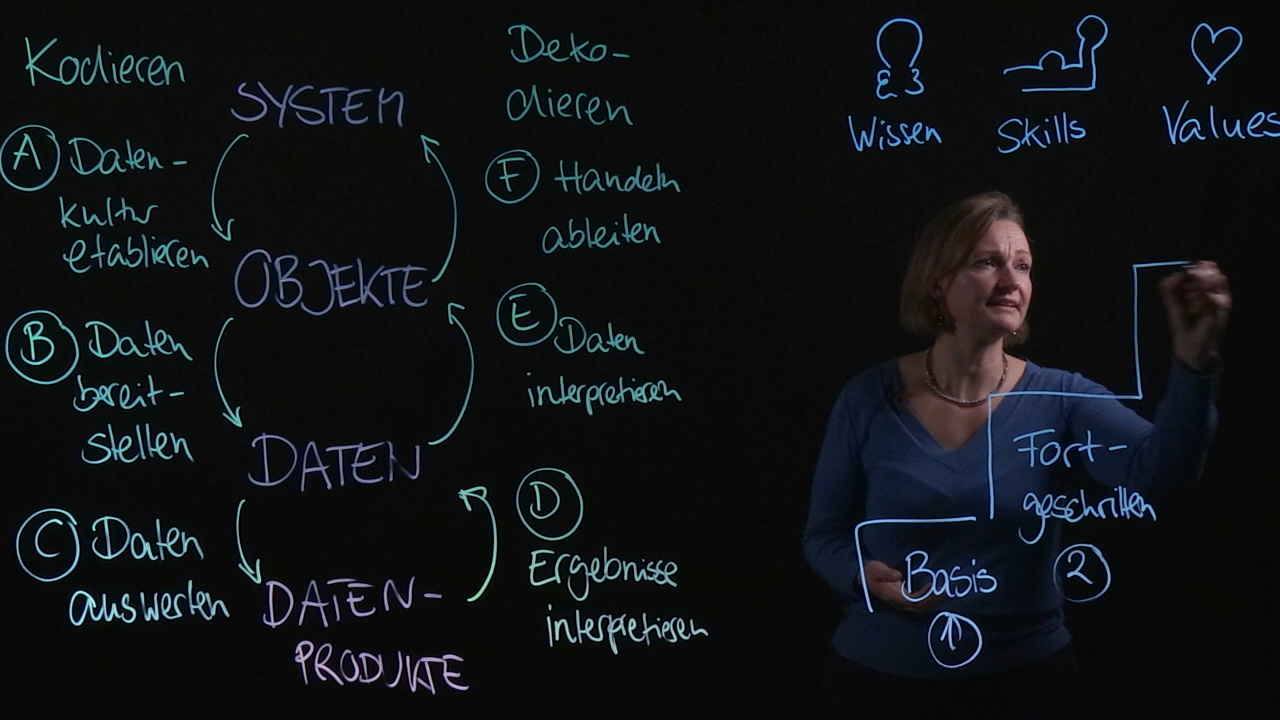 Kodieren
A Daten-
kultur
etablieren
B Daten
bereit-
stellen
C Daten
auswerten
SYSTEM
OBJEKTE
DATEN
DATEN-
PRODUKTE
Deko-
dieren
F Handeln
ableiten
E Daten
interpretieren
D
Ergebnisse
interpretieren
Wissen
Skills
Values
Fort-
geschritten
2
Basis
1